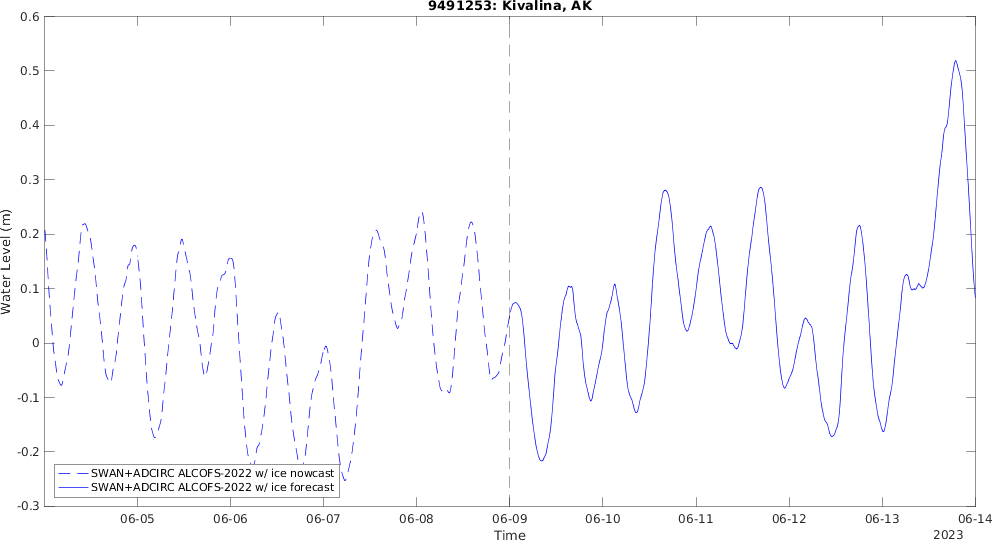 9491253: Kivalina, AK
0.6
0.5
0.4
0.3
0.2
0.1
0
-0.1
-0.2
-0.3
Water Level (m)
SWAN+ADCIRC ALCOFS-2022 w/ ice nowcast
SWAN+ADCIRC ALCOFS-2022 w/ ice forecast
06-05 06-06 06-07 06-08 06-09 06-10 06-11 06-12 06-13 06-14
Time
2023